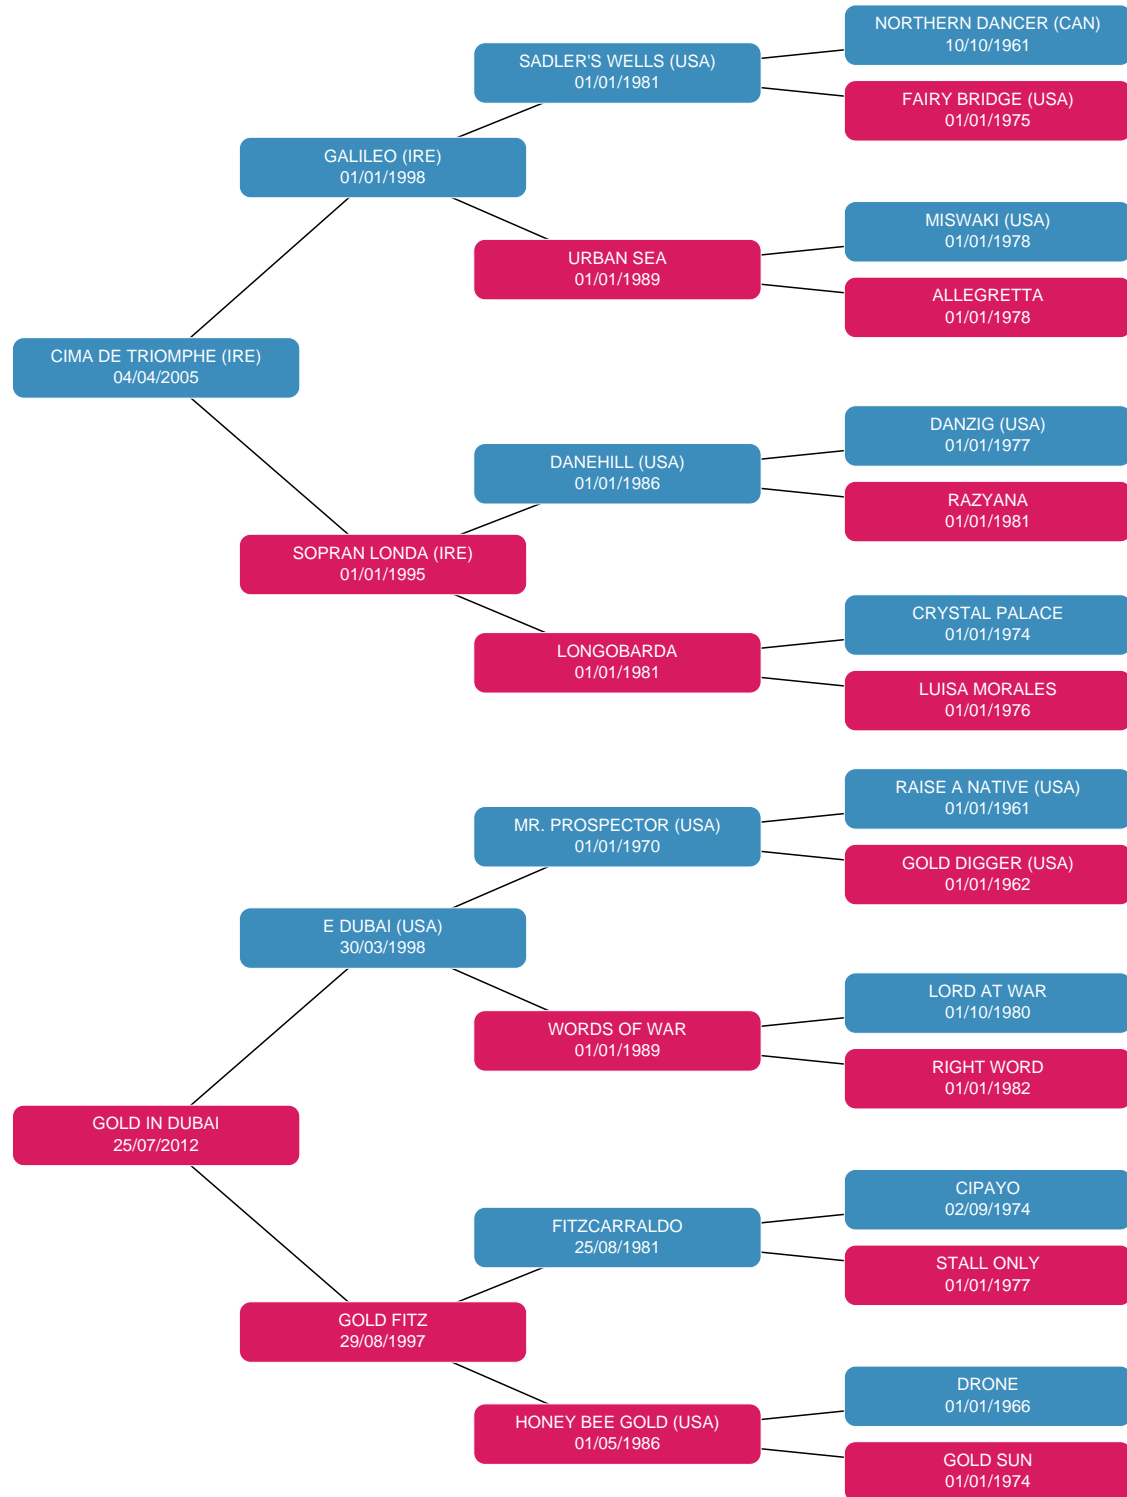 NORTHERN DANCER (CAN)
10/10/1961
SADLER'S WELLS (USA)
01/01/1981
FAIRY BRIDGE (USA)
01/01/1975
GALILEO (IRE)
01/01/1998
MISWAKI (USA)
01/01/1978
URBAN SEA
01/01/1989
ALLEGRETTA
01/01/1978
CIMA DE TRIOMPHE (IRE)
04/04/2005
DANZIG (USA)
01/01/1977
DANEHILL (USA)
01/01/1986
RAZYANA
01/01/1981
SOPRAN LONDA (IRE)
01/01/1995
CRYSTAL PALACE
01/01/1974
LONGOBARDA
01/01/1981
LUISA MORALES
01/01/1976
RAISE A NATIVE (USA)
01/01/1961
MR. PROSPECTOR (USA)
01/01/1970
GOLD DIGGER (USA)
01/01/1962
E DUBAI (USA)
30/03/1998
LORD AT WAR
01/10/1980
WORDS OF WAR
01/01/1989
RIGHT WORD
01/01/1982
GOLD IN DUBAI
25/07/2012
CIPAYO
02/09/1974
FITZCARRALDO
25/08/1981
STALL ONLY
01/01/1977
GOLD FITZ
29/08/1997
DRONE
01/01/1966
HONEY BEE GOLD (USA)
01/05/1986
GOLD SUN
01/01/1974